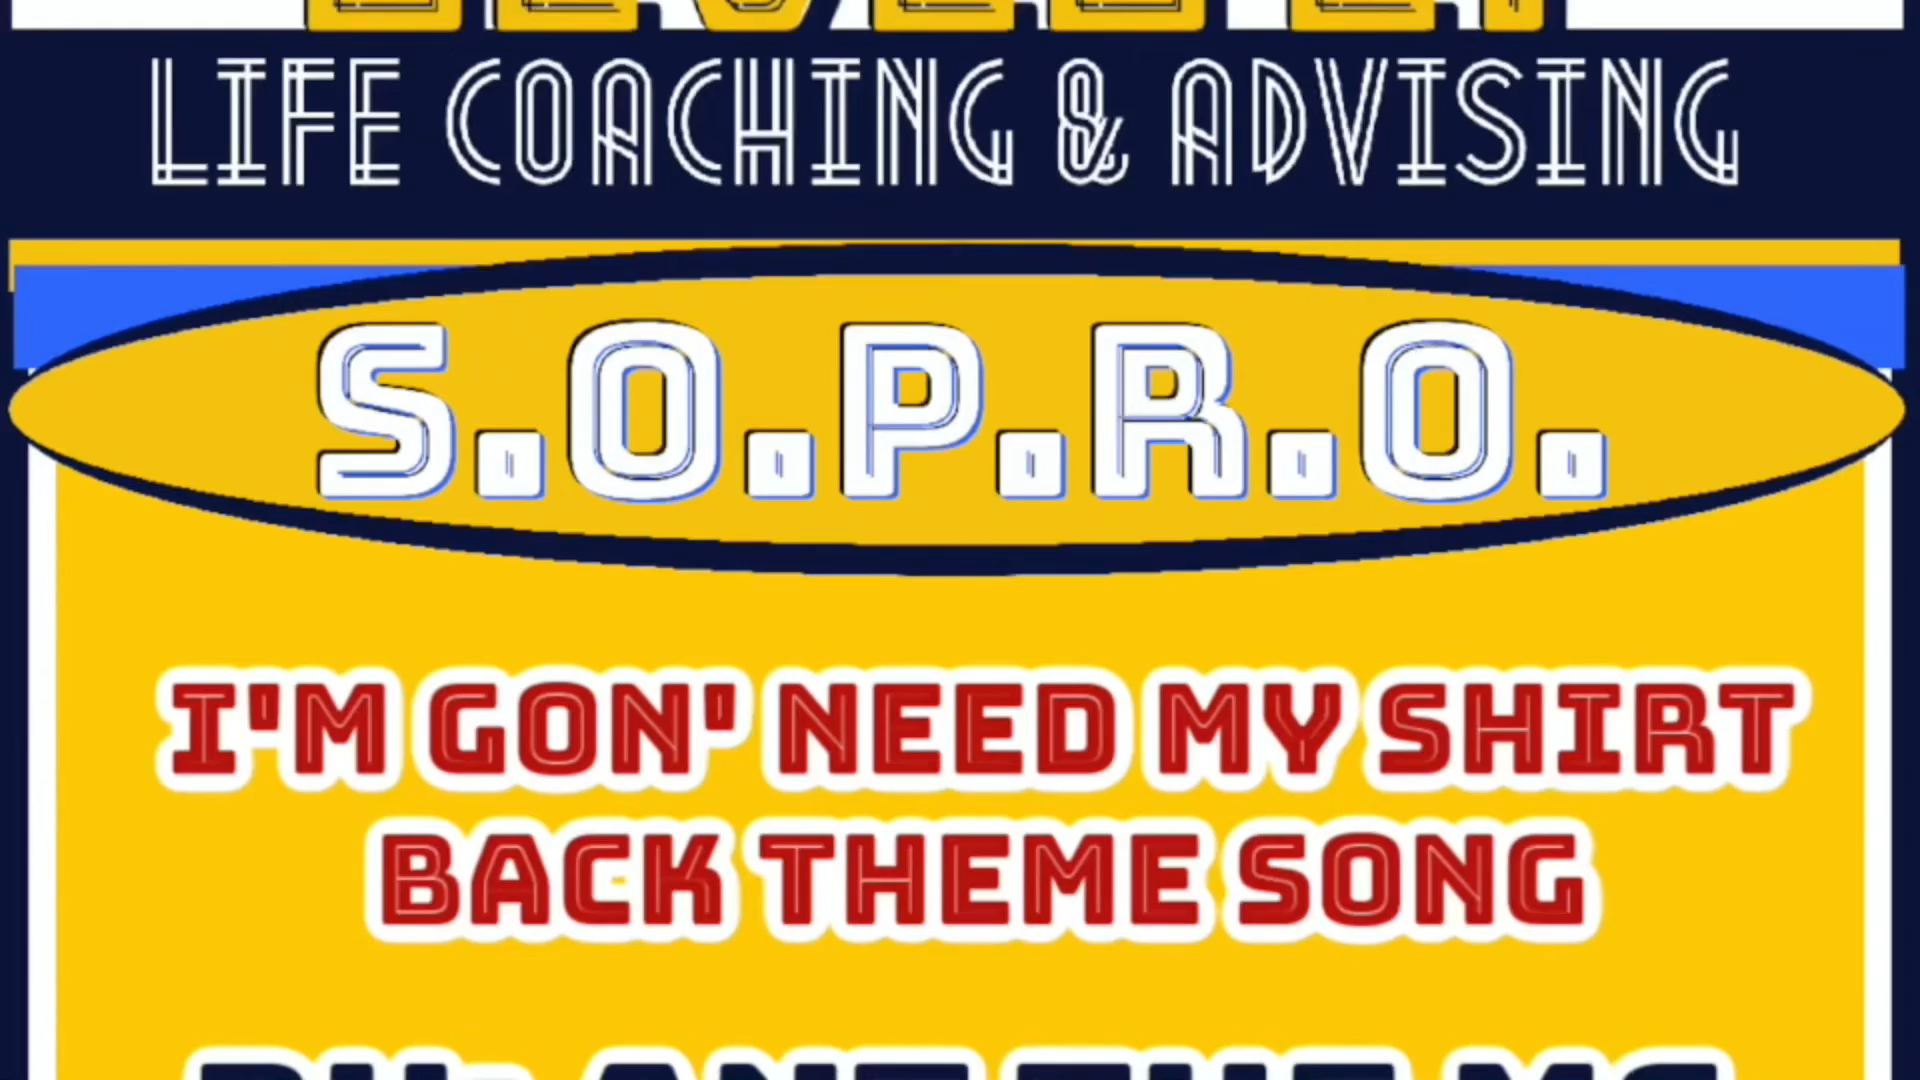 LIFE COACHING & ADVISING
S.O.P.R.O.
I'M GON' NEED MY SHIRT
BACK THEME SONG